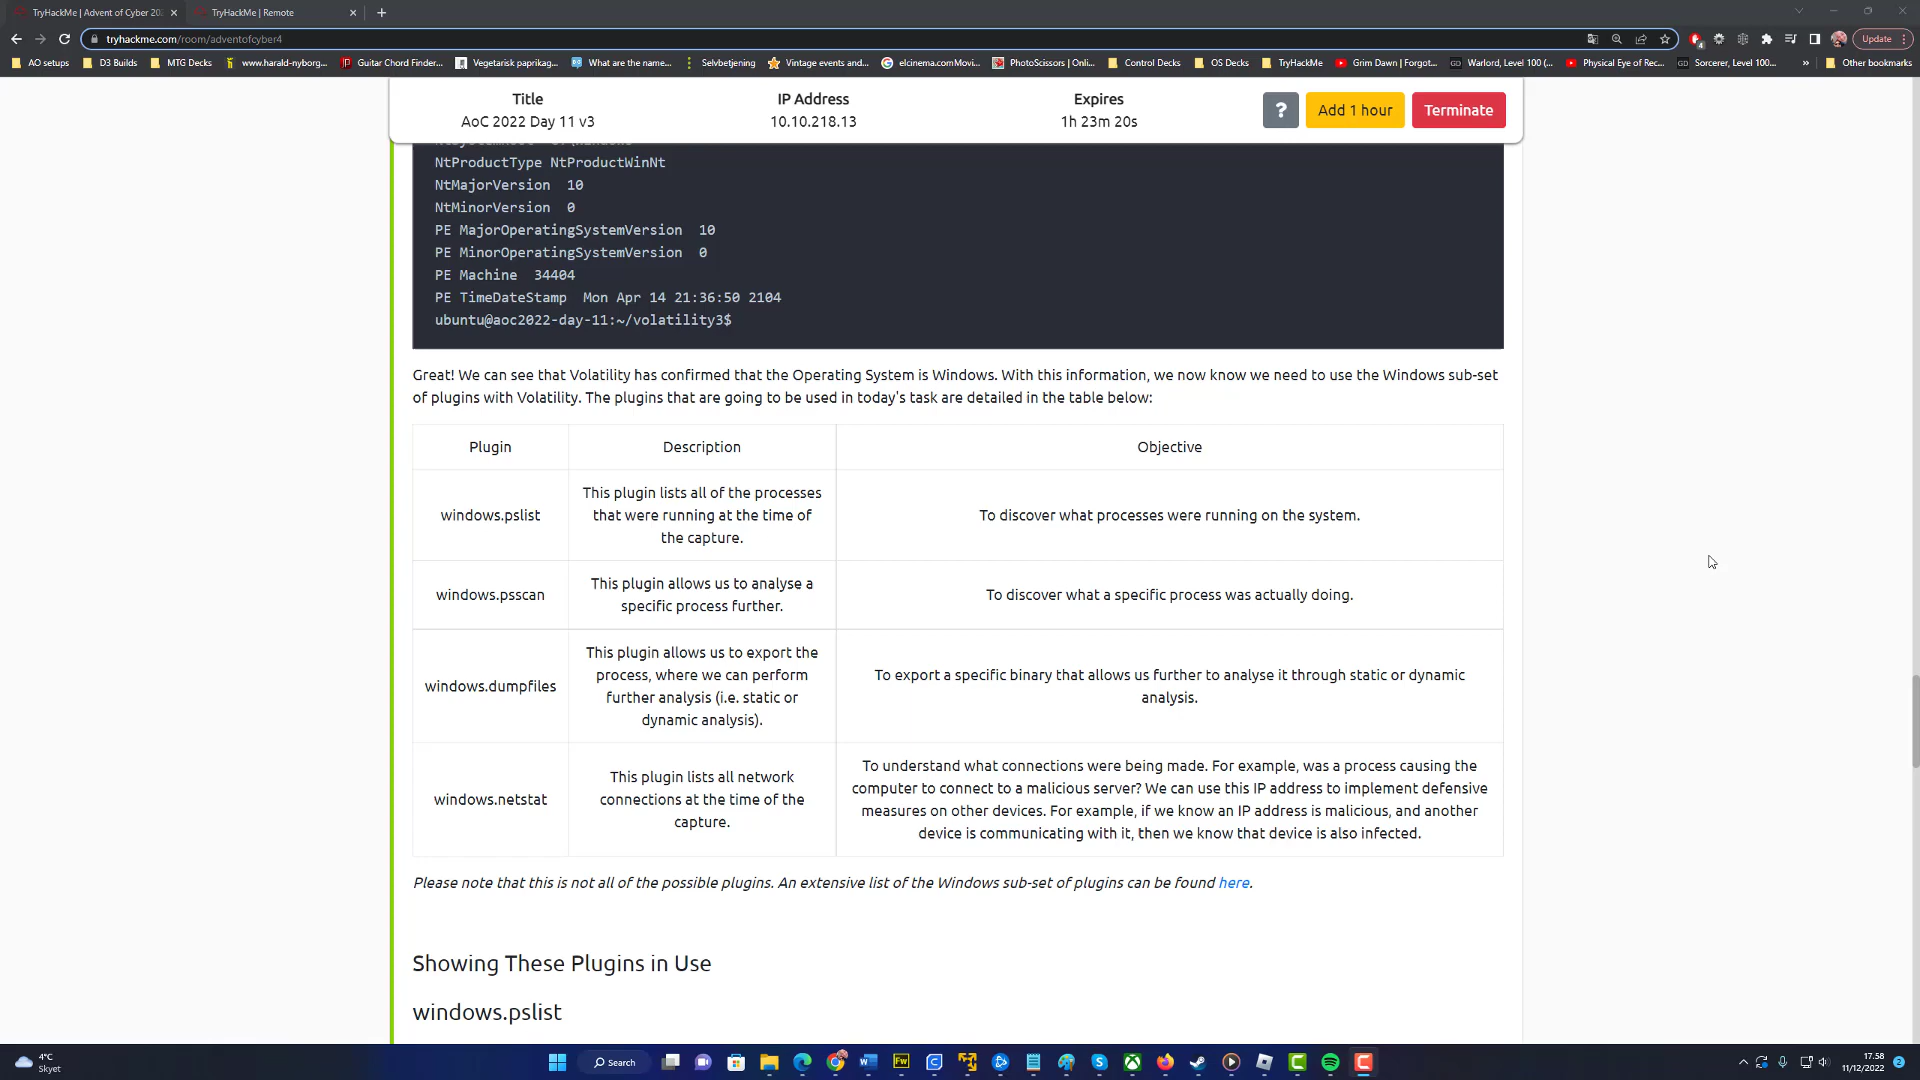 TryHackMe | Advent of Cyber 202
TryHackMe | Remote
tryhackme.com/room/adventofcyber4
Update
AO setups
D3 Builds
MTG Decks
www.harald-nyborg...
Guitar Chord Finder...
Vegetarisk paprikag...
What are the name...
Selvbetjening
Vintage events and...
elcinema.comMovi...
PhotoScissors | Onli...
Control Decks
OS Decks
TryHackMe
Grim Dawn | Forgot...
Warlord, Level 100 (...
Physical Eye of Rec...
Sorcerer, Level 100...
»
Other bookmarks
Title
AoC 2022 Day 11 v3
IP Address
10.10.218.13
Expires
1h 23m 20s
?
Add 1 hour
Terminate
NtProductType NtProductWinNt
NtMajorVersion 10
NtMinorVersion 0
PE MajorOperatingSystemVersion 10
PE MinorOperatingSystemVersion 0
PE Machine 34404
PE TimeDateStamp Mon Apr 14 21:36:50 2104
ubuntu@aoc2022-day-11:~/volatility3$
Great! We can see that Volatility has confirmed that the Operating System is Windows. With this information, we now know we need to use the Windows sub-set
of plugins with Volatility. The plugins that are going to be used in today's task are detailed in the table below:
Plugin
Description
Objective
windows.pslist
This plugin lists all of the processes
that were running at the time of
the capture.
To discover what processes were running on the system.
windows.psscan
This plugin allows us to analyse a
specific process further.
To discover what a specific process was actually doing.
windows.dumpfiles
This plugin allows us to export the
process, where we can perform
further analysis (i.e. static or
dynamic analysis).
To export a specific binary that allows us further to analyse it through static or dynamic
analysis.
windows.netstat
This plugin lists all network
connections at the time of the
capture.
To understand what connections were being made. For example, was a process causing the
computer to connect to a malicious server? We can use this IP address to implement defensive
measures on other devices. For example, if we know an IP address is malicious, and another
device is communicating with it, then we know that device is also infected.
Please note that this is not all of the possible plugins. An extensive list of the Windows sub-set of plugins can be found here.
Showing These Plugins in Use
windows.pslist
4°C
Skyet
Search
17.58
11/12/2022
2